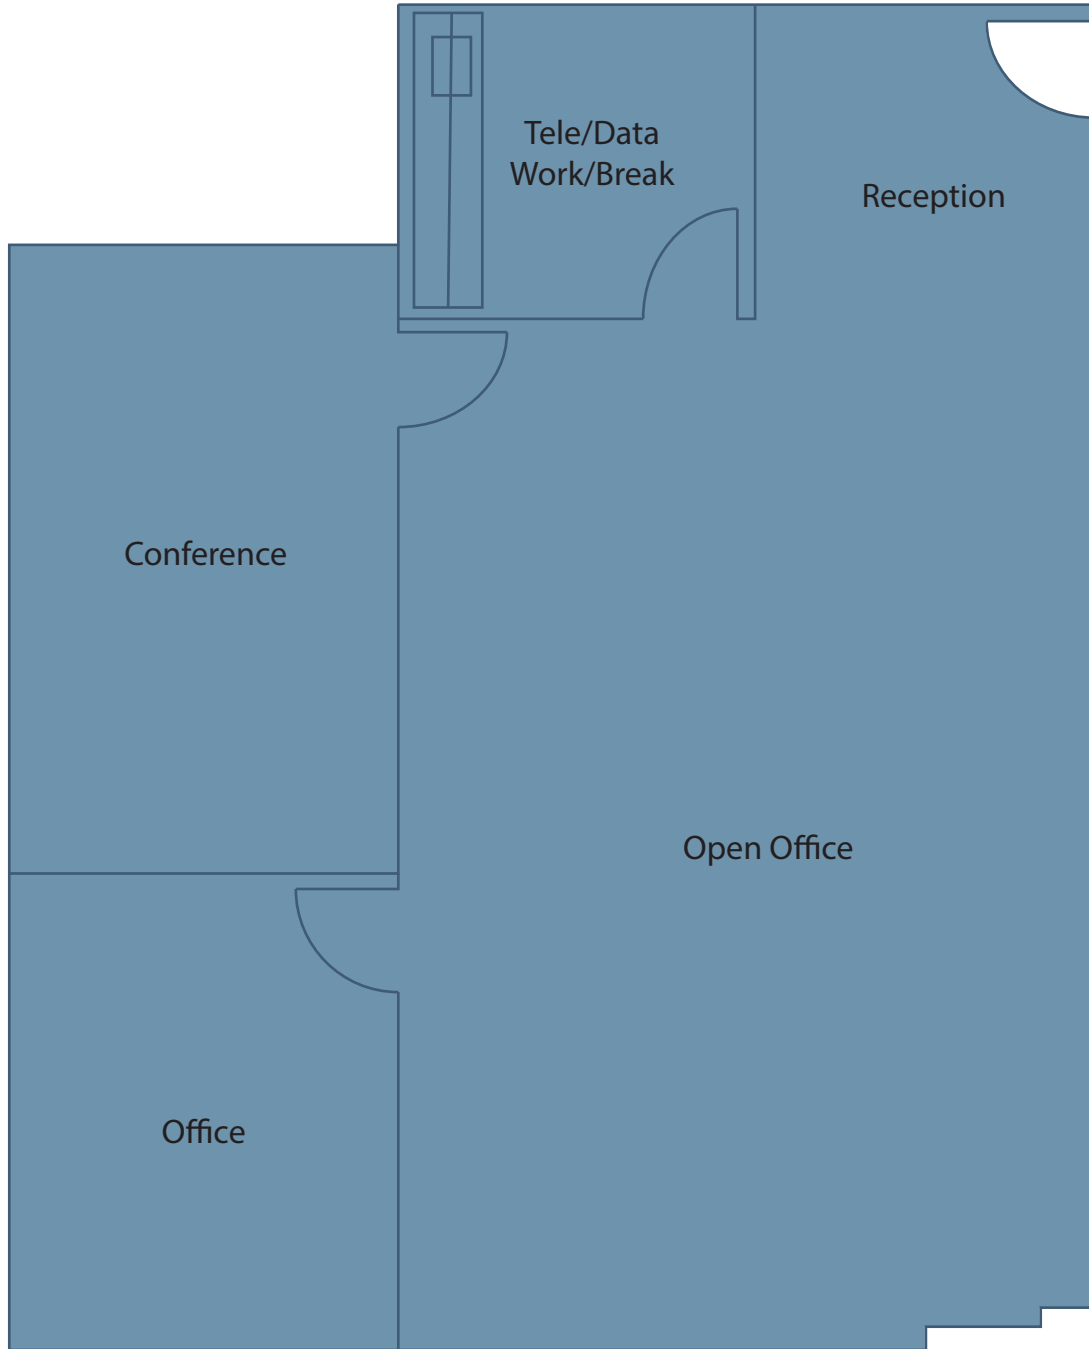 Tele/Data
Work/Break
Reception
Conference
Open Office
Office